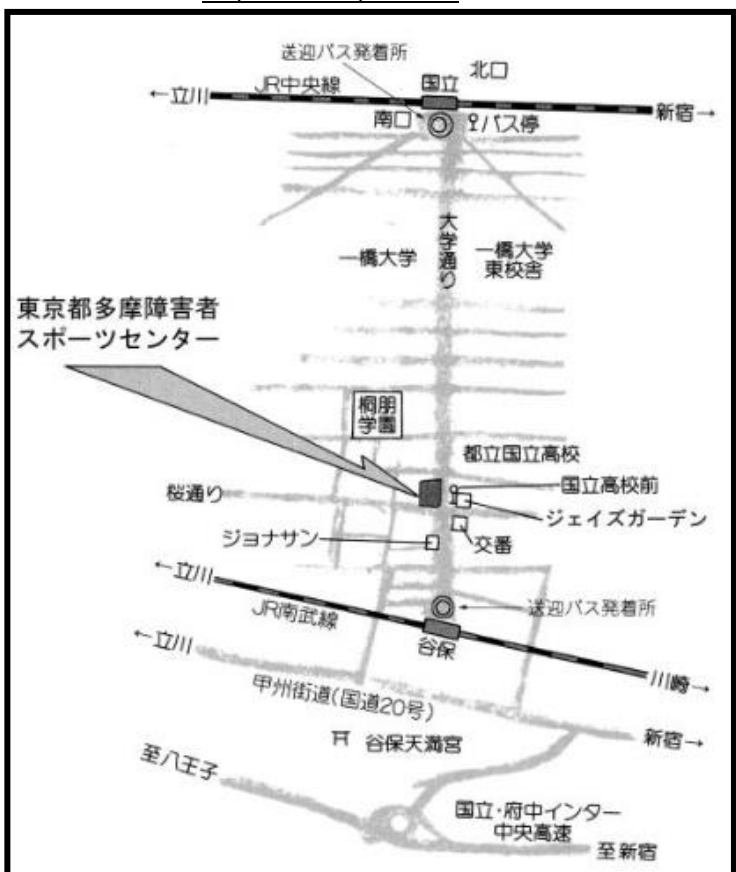 送迎バス発着所
北口
国立
JR中央線
←立川
新宿→
南口
バス停
大学通り
一橋大学
一橋大学
東校舎
東京都多摩障害者
スポーツセンター
桐朋
学園
都立国立高校
国立高校前
桜通り
ジェイズガーデン
ジョナサン
交番
←立川
JR南武線
送迎バス発着所
谷保
←立川
川崎→
甲州街道(国道20号)
新宿→
谷保天満宮
至八王子
国立・府中インター
中央高速
至新宿